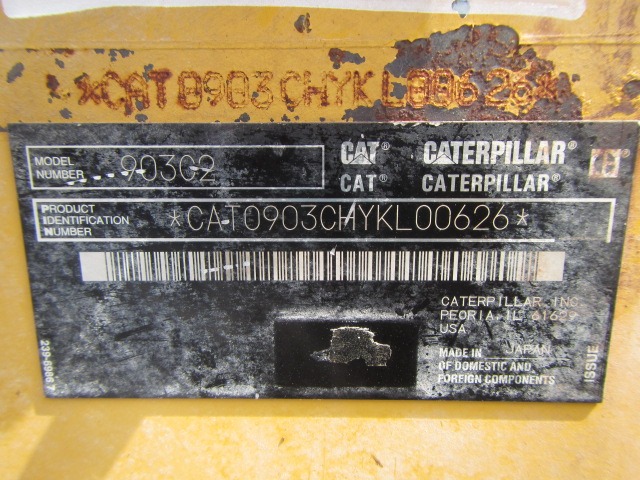 *CAT0903CHYKL00626*
MODEL NUMBER 903C2
CAT® CATERPILLAR®
CAT® CATERPILLAR®
PRODUCT IDENTIFICATION NUMBER *CAT0903CHYKL00626*
CATERPILLAR, INC
PEORIA, IL
USA
MADE IN JAPAN
OF DOMESTIC AND
FOREIGN COMPONENTS
ISSUE